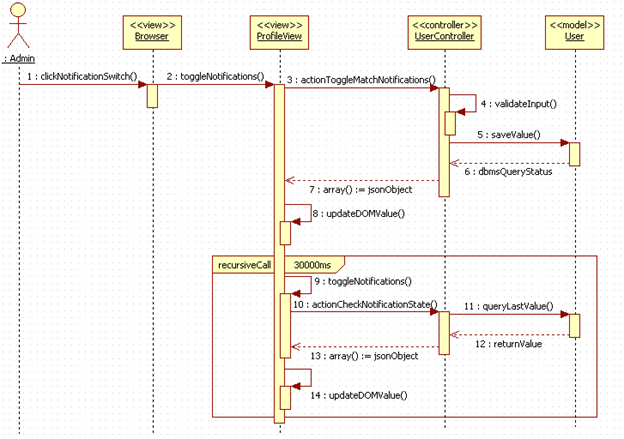 <<view>>
Browser
<<view>>
ProfileView
<<controller>>
UserController
<<model>>
User
: Admin
1 : clickNotificationSwitch()
2 : toggleNotifications()
3 : actionToggleMatchNotifications()
4 : validateInput()
5 : saveValue()
6 : dbmsQueryStatus
7 : array() := jsonObject
8 : updateDOMValue()
recursiveCall 30000ms
9 : toggleNotifications()
10 : actionCheckNotificationState()
11 : queryLastValue()
12 : returnValue
13 : array() := jsonObject
14 : updateDOMValue()